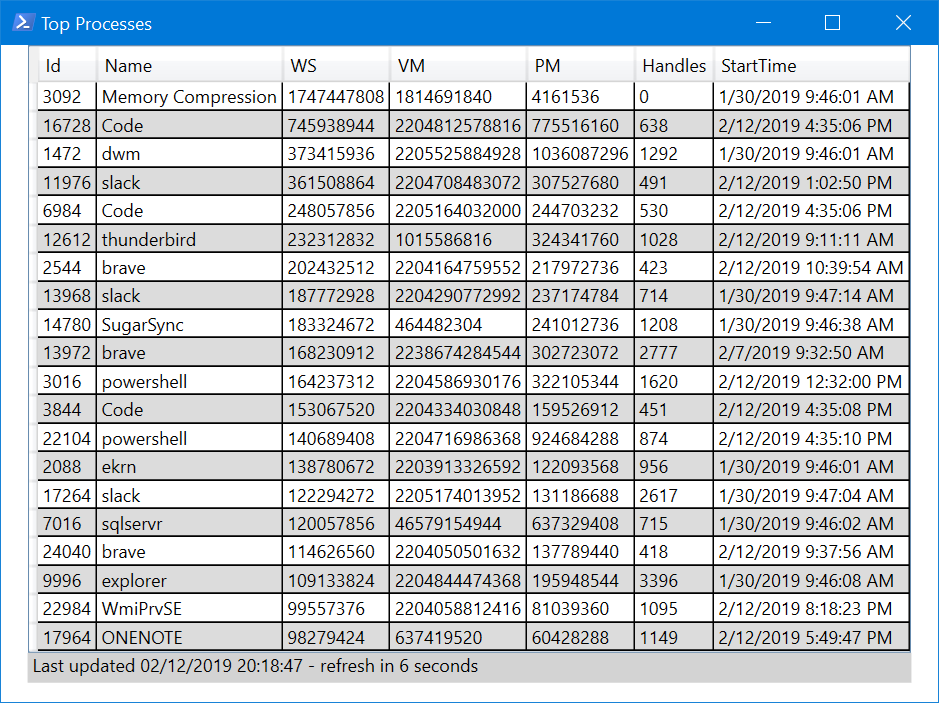 Top Processes
Id Name WS VM PM Handles StartTime
3092 Memory Compression 1747447808 1814691840 4161536 0 1/30/2019 9:46:01 AM
16728 Code 745938944 2204812578816 775516160 638 2/12/2019 4:35:06 PM
1472 dwm 373415936 2205525884928 1036087296 1292 1/30/2019 9:46:01 AM
11976 slack 361508864 2204708483072 307527680 491 2/12/2019 1:02:50 PM
6984 Code 248057856 2205164032000 244703232 530 2/12/2019 4:35:06 PM
12612 thunderbird 232312832 1015586816 324341760 1028 2/12/2019 9:11:11 AM
2544 brave 202432512 2204164759552 217972736 423 2/12/2019 10:39:54 AM
13968 slack 187772928 2204290772992 237174784 714 1/30/2019 9:47:14 AM
14780 SugarSync 183324672 464482304 241012736 1208 1/30/2019 9:46:38 AM
13972 brave 168230912 2238674284544 302723072 2777 2/7/2019 9:32:50 AM
3016 powershell 164237312 2204586930176 322105344 1620 2/12/2019 12:32:00 PM
3844 Code 153067520 2204334030848 159526912 451 2/12/2019 4:35:08 PM
22104 powershell 140689408 2204716986368 924684288 874 2/12/2019 4:35:10 PM
2088 ekrn 138780672 2203913326592 122093568 956 1/30/2019 9:46:01 AM
17264 slack 122294272 2205174013952 131186688 2617 1/30/2019 9:47:04 AM
7016 sqlservr 120057856 46579154944 637329408 715 1/30/2019 9:46:02 AM
24040 brave 114626560 2204050501632 137789440 418 2/12/2019 9:37:56 AM
9996 explorer 109133824 2204844474368 195948544 3396 1/30/2019 9:46:08 AM
22984 WmiPrvSE 99557376 2204058812416 81039360 1095 2/12/2019 8:18:23 PM
17964 ONENOTE 98279424 637419520 60428288 1149 2/12/2019 5:49:47 PM
Last updated 02/12/2019 20:18:47 - refresh in 6 seconds